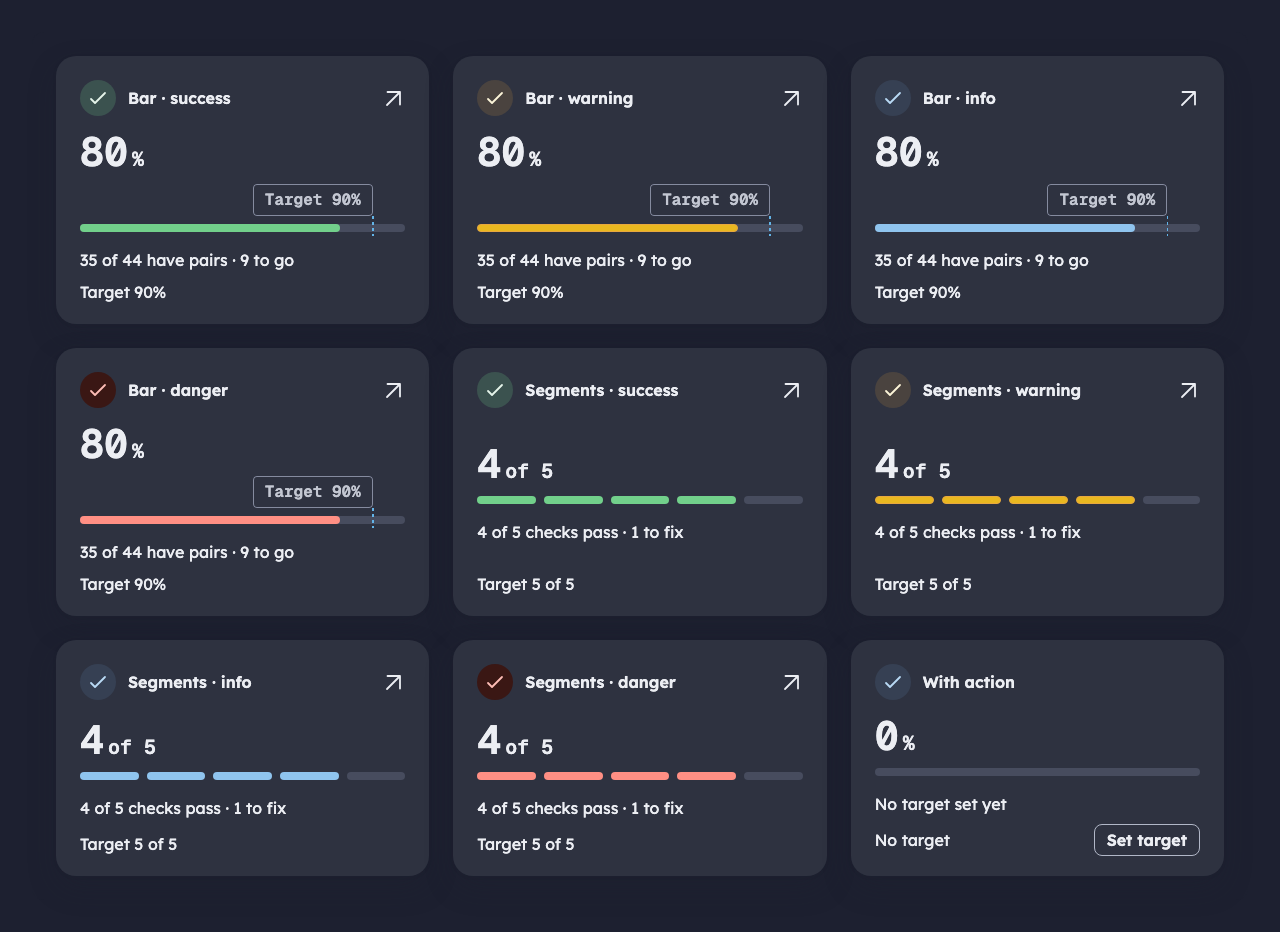 Bar · success
80%
Target 90%
35 of 44 have pairs · 9 to go
Target 90%
Bar · warning
80%
Target 90%
35 of 44 have pairs · 9 to go
Target 90%
Bar · info
80%
Target 90%
35 of 44 have pairs · 9 to go
Target 90%
Bar · danger
80%
Target 90%
35 of 44 have pairs · 9 to go
Target 90%
Segments · success
4 of 5
4 of 5 checks pass · 1 to fix
Target 5 of 5
Segments · warning
4 of 5
4 of 5 checks pass · 1 to fix
Target 5 of 5
Segments · info
4 of 5
4 of 5 checks pass · 1 to fix
Target 5 of 5
Segments · danger
4 of 5
4 of 5 checks pass · 1 to fix
Target 5 of 5
With action
0%
No target set yet
No target
Set target